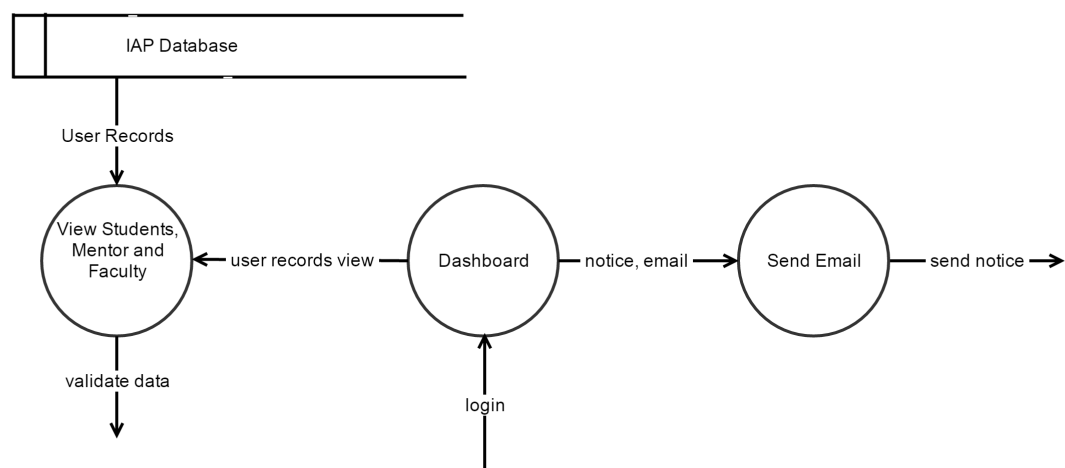 IAP Database
User Records
View Students,
Mentor and
Faculty
user records view
Dashboard
notice, email
Send Email
send notice
validate data
login